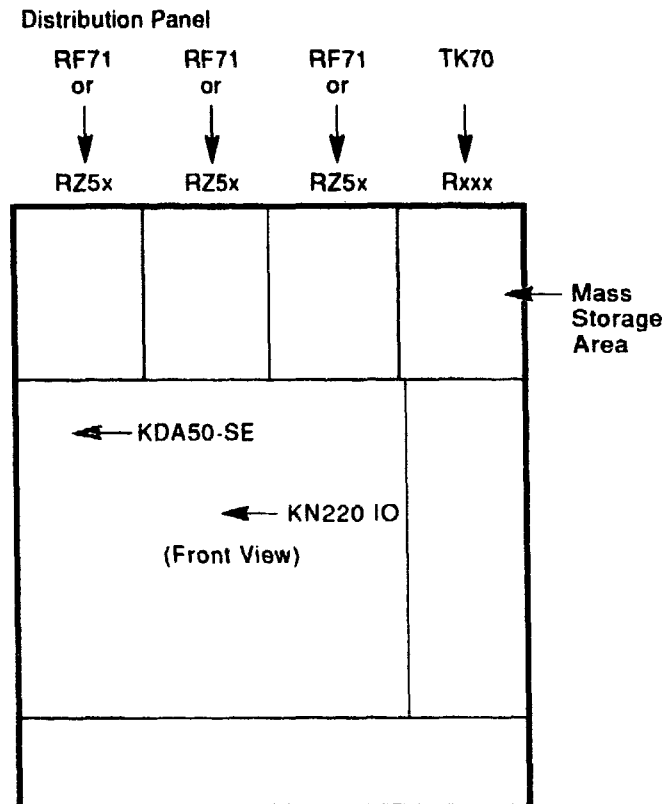 Distribution Panel
RF71 RF71 RF71 TK70
or or or
RZ5x RZ5x RZ5x Rxxx
Mass
Storage
Area
KDA50-SE
KN220 IO
(Front View)